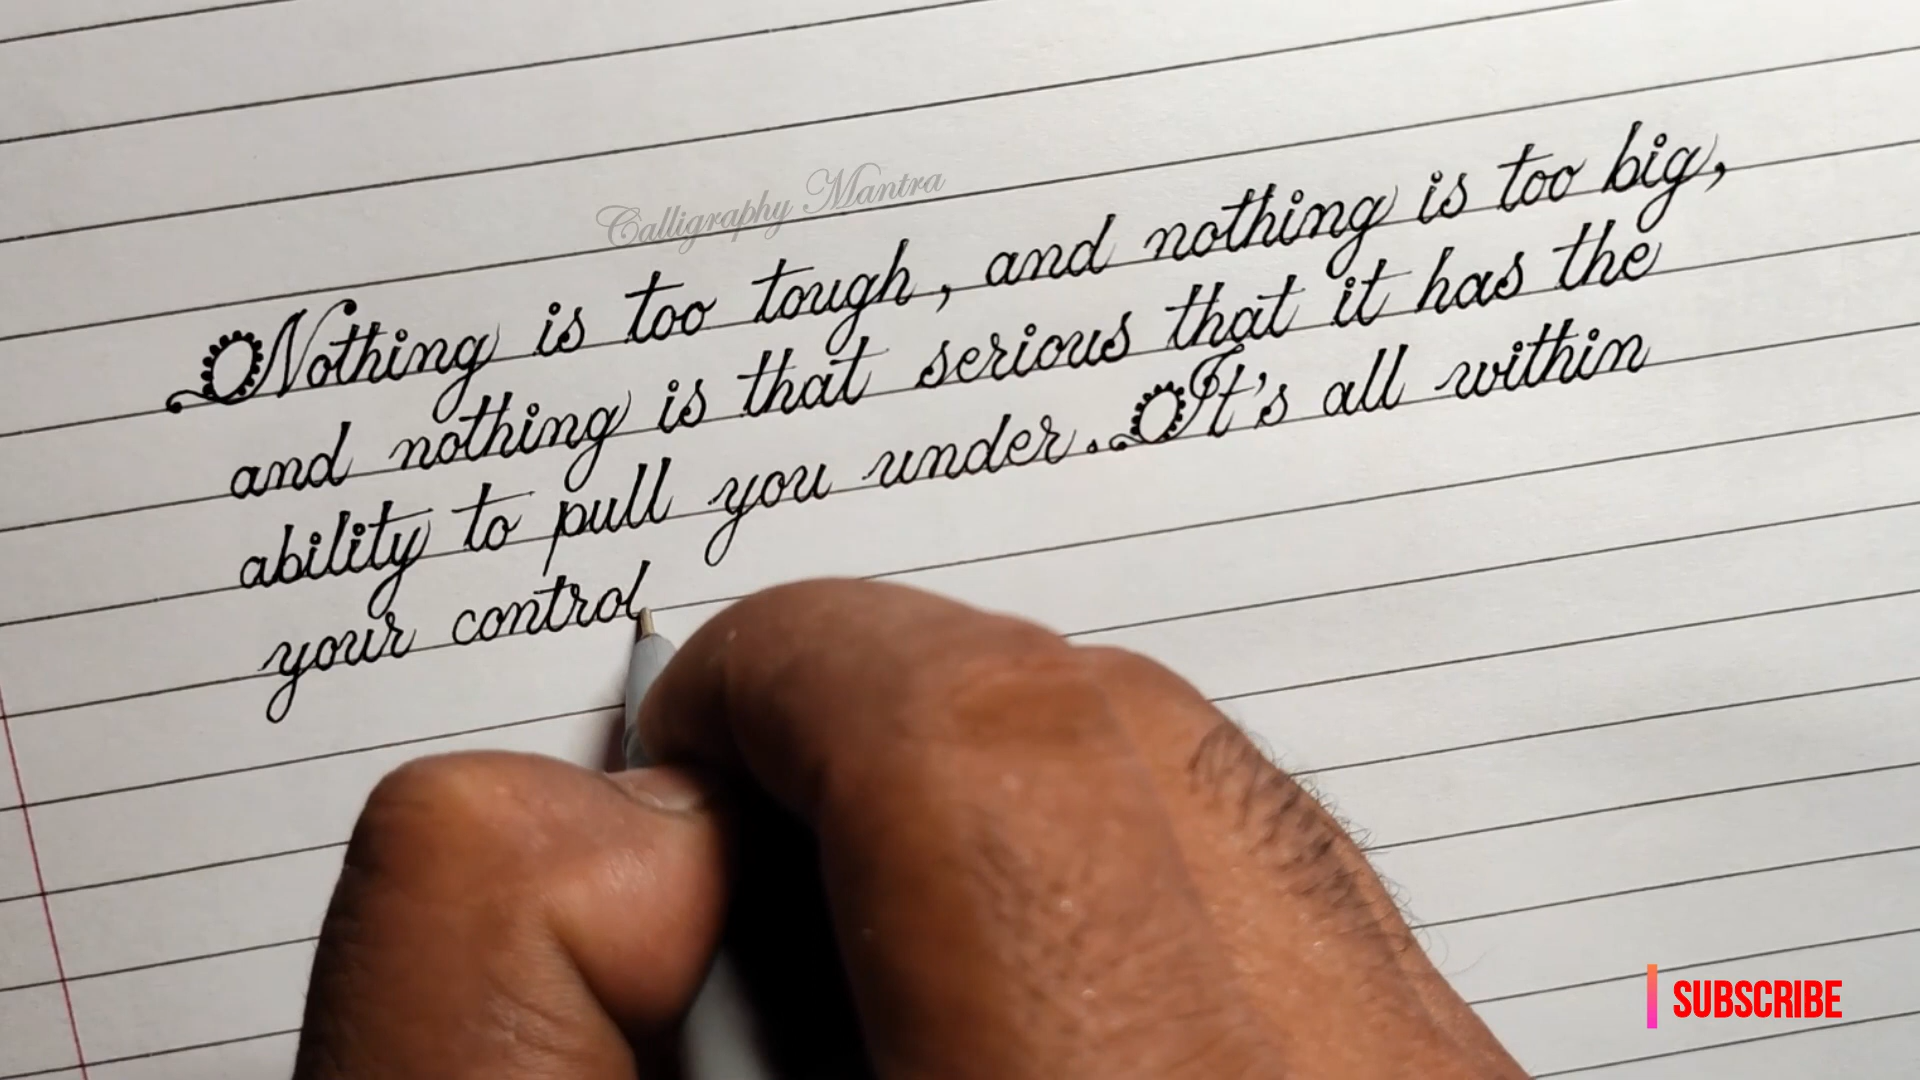 Calligraphy Mantra
Nothing is too tough, and nothing is too big,
and nothing is that serious that it has the
ability to pull you under. It's all within
your control
SUBSCRIBE